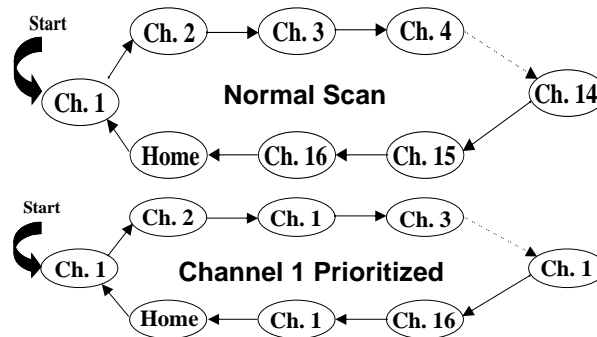 Start
Ch. 1
Ch. 2
Ch. 3
Ch. 4
Ch. 14
Normal Scan
Home
Ch. 16
Ch. 15
Start
Ch. 1
Ch. 2
Ch. 1
Ch. 3
Ch. 1
Channel 1 Prioritized
Home
Ch. 1
Ch. 16